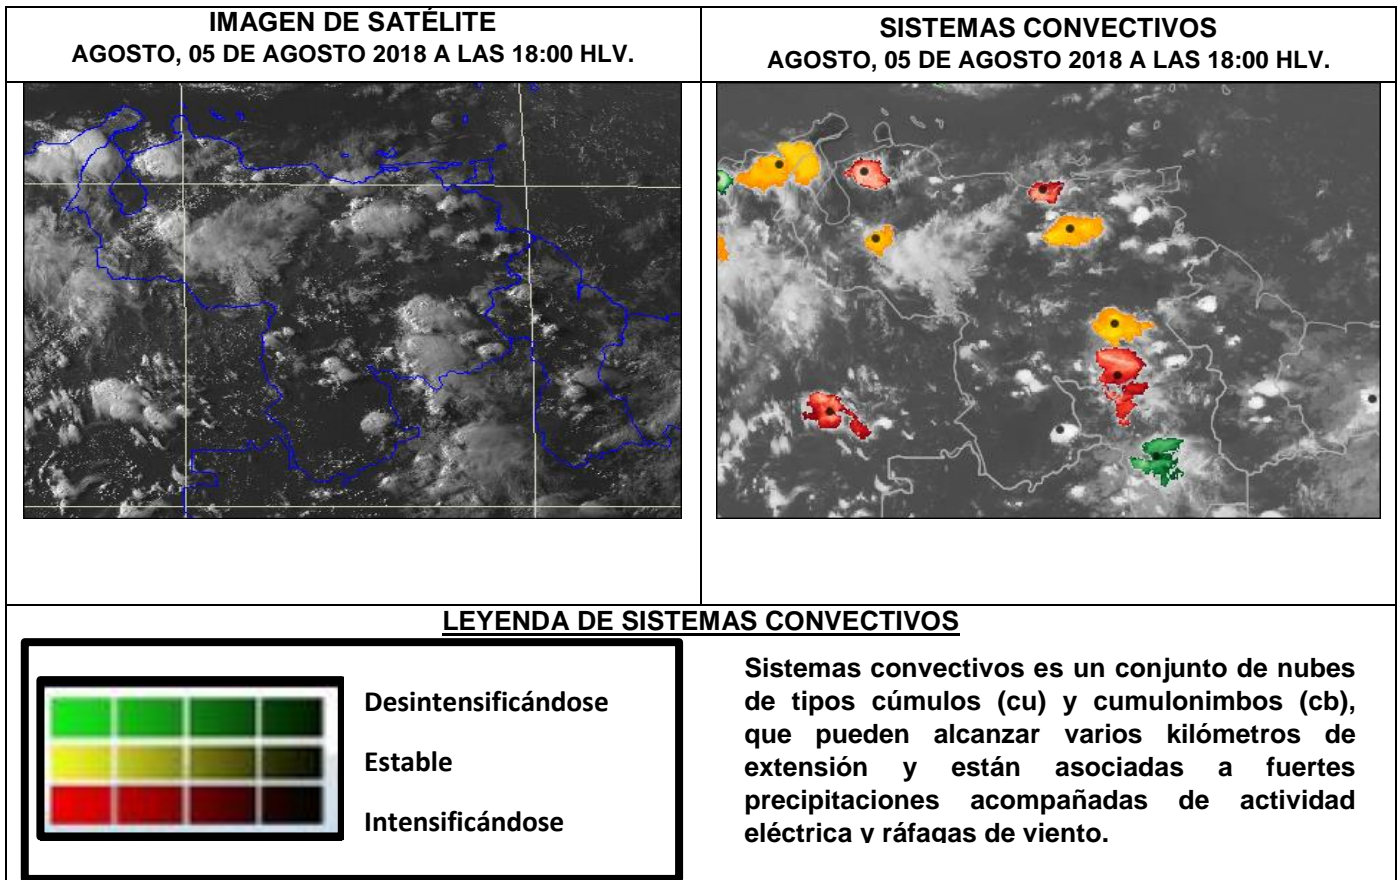 IMAGEN DE SATÉLITE
AGOSTO, 05 DE AGOSTO 2018 A LAS 18:00 HLV.
SISTEMAS CONVECTIVOS
AGOSTO, 05 DE AGOSTO 2018 A LAS 18:00 HLV.
LEYENDA DE SISTEMAS CONVECTIVOS
Desintensificándose
Estable
Intensificándose
Sistemas convectivos es un conjunto de nubes
de tipos cúmulos (cu) y cumulonimbos (cb),
que pueden alcanzar varios kilómetros de
extensión y están asociadas a fuertes
precipitaciones acompañadas de actividad
eléctrica y ráfagas de viento.